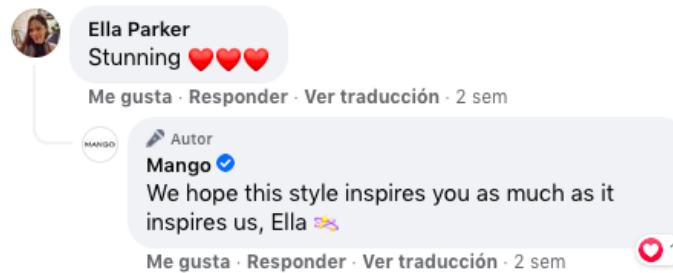 Ella Parker
Stunning ❤️❤️❤️
Me gusta · Responder · Ver traducción · 2 sem
MANGO
Autor
Mango
We hope this style inspires you as much as it
inspires us, Ella 💫
Me gusta · Responder · Ver traducción · 2 sem